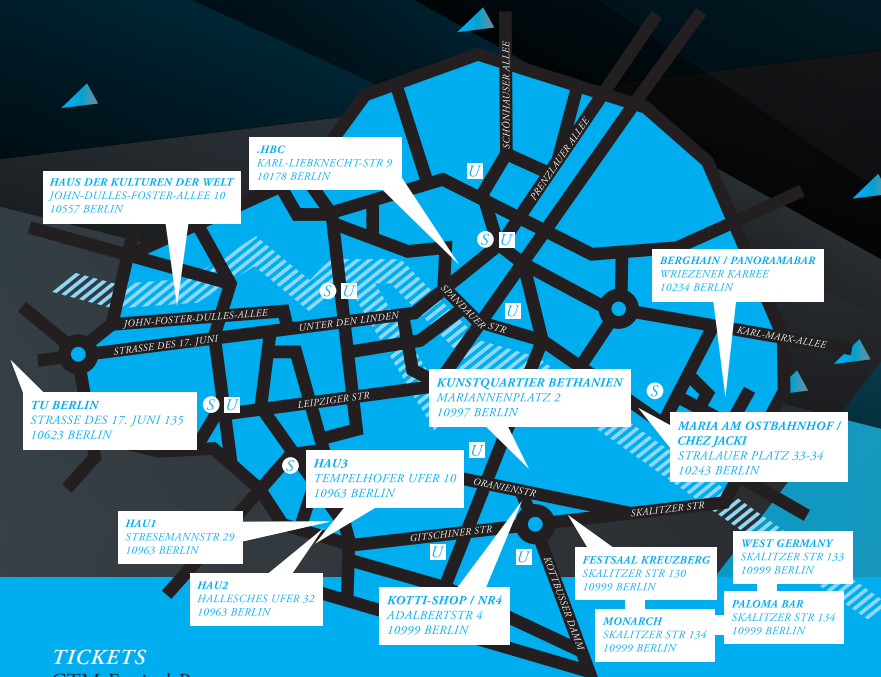 SCHÖNHAUSER ALLEE
PRENZLAUER ALLEE
.HBC
KARL-LIEBKNECHT-STR 9
10178 BERLIN
HAUS DER KULTUREN DER WELT
JOHN-DULLES-FOSTER-ALLEE 10
10557 BERLIN
U
S U
BERGHAIN / PANORAMABAR
WRIEZENER KARREE
10234 BERLIN
S U
U
JOHN-FOSTER-DULLES-ALLEE
UNTER DEN LINDEN
SPANDAUER STR
STRASSE DES 17. JUNI
KARL-MARX-ALLEE
KUNSTQUARTIER BETHANIEN
MARIANNENPLATZ 2
10997 BERLIN
S
TU BERLIN
STRASSE DES 17. JUNI 135
10623 BERLIN
S U
LEIPZIGER STR
MARIA AM OSTBAHNHOF /
CHEZ JACKI
STRALAUER PLATZ 33-34
10243 BERLIN
U
S
HAU3
TEMPELHOFER UFER 10
10963 BERLIN
ORANIENSTR
SKALITZER STR
HAU1
STRESEMANNSTR 29
10963 BERLIN
GITSCHINER STR
U
U
FESTSAAL KREUZBERG
SKALITZER STR 130
10999 BERLIN
WEST GERMANY
SKALITZER STR 133
10999 BERLIN
HAU2
HALLESCHES UFER 32
10963 BERLIN
KOTTI-SHOP / NR4
ADALBERTSTR 4
10999 BERLIN
KOTTBUSSER DAMM
MONARCH
SKALITZER STR 134
10999 BERLIN
PALOMA BAR
SKALITZER STR 134
10999 BERLIN
TICKETS